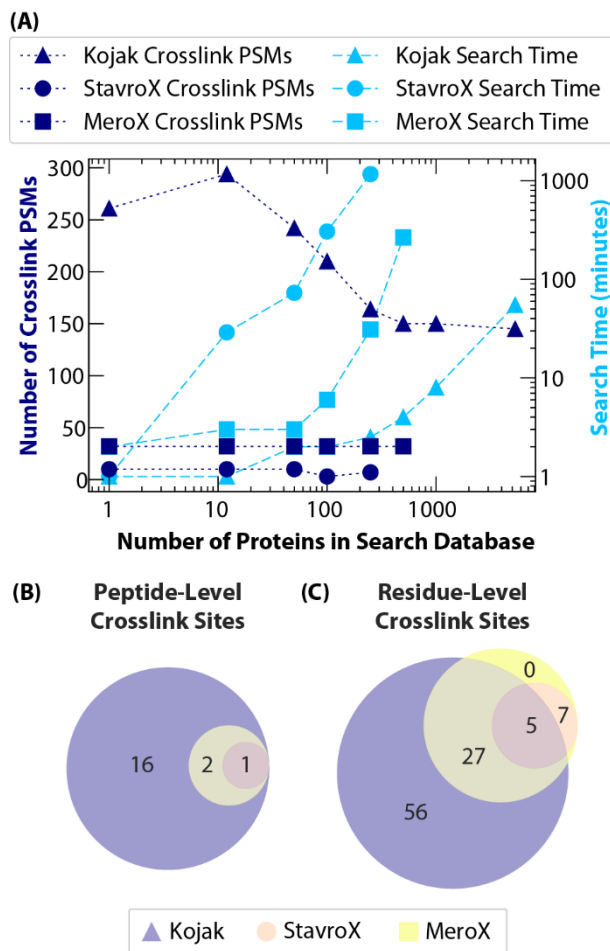 (A)
Kojak Crosslink PSMs
Kojak Search Time
StavroX Crosslink PSMs
StavroX Search Time
MeroX Crosslink PSMs
MeroX Search Time
Number of Crosslink PSMs
300
250
200
150
100
50
0
1000
100
10
1
Search Time (minutes)
1 10 100 1000
Number of Proteins in Search Database
(B)
Peptide-Level
Crosslink Sites
16 2 1
(C)
Residue-Level
Crosslink Sites
0
5 7
27
56
Kojak StavroX MeroX